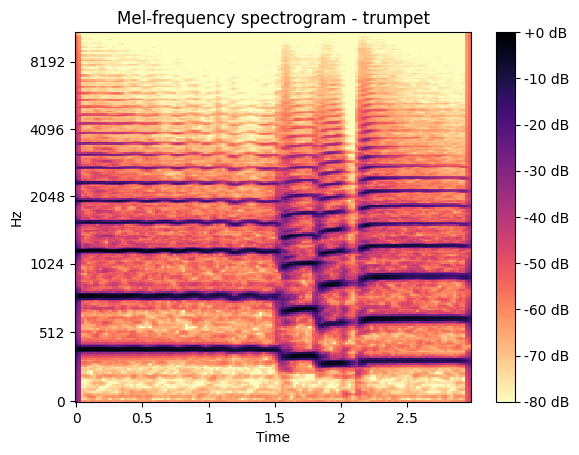 Mel-frequency spectrogram - trumpet
8192
4096
2048
1024
512
0
Hz
0
0.5
1
1.5
2
2.5
Time
+0 dB
-10 dB
-20 dB
-30 dB
-40 dB
-50 dB
-60 dB
-70 dB
-80 dB